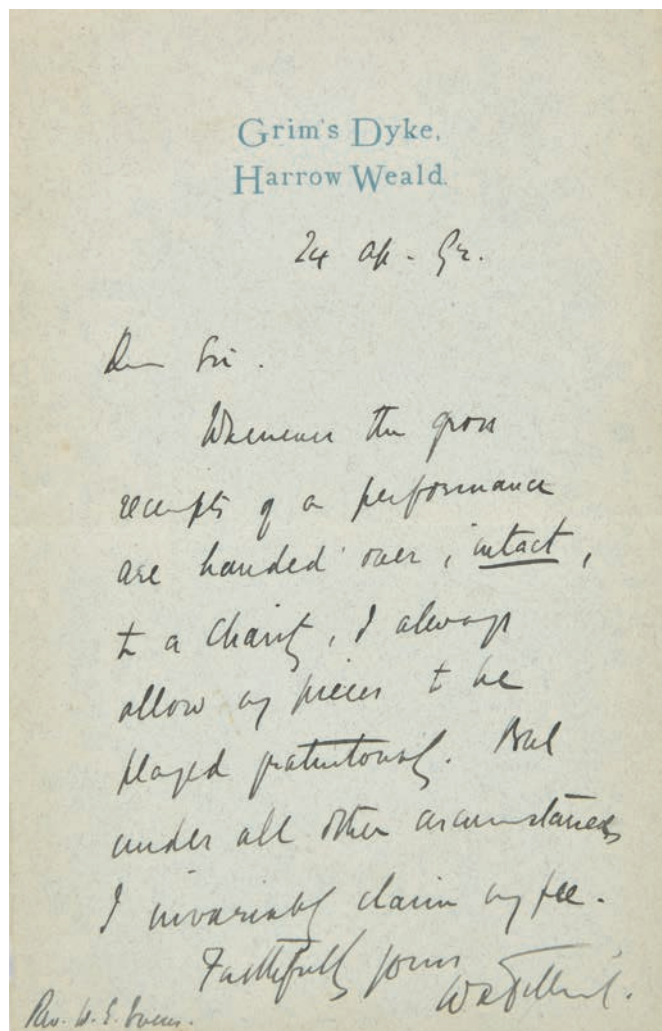 Grim's Dyke,
Harrow Weald.
24 Ap.
Dear Sir.
Whenever the gross
receipts of a performance
are handed over, intact,
to a charity, I always
allow my pieces to be
played gratuitously. But
under all other circumstances
I invariably claim my fee.
Faithfully yours
WSGilbert.
Rev. W. E.